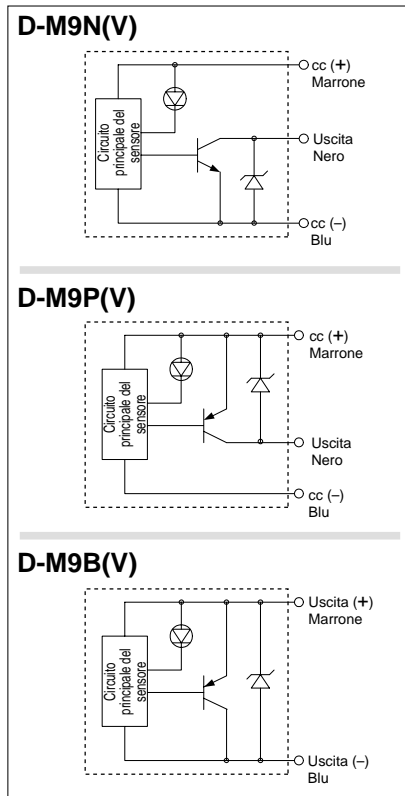 D-M9N(V)
cc (+)
Marrone
Circuito
principale del
sensore
Uscita
Nero
cc (–)
Blu
D-M9P(V)
cc (+)
Marrone
Circuito
principale del
sensore
Uscita
Nero
cc (–)
Blu
D-M9B(V)
Uscita (+)
Marrone
Circuito
principale del
sensore
Uscita (–)
Blu